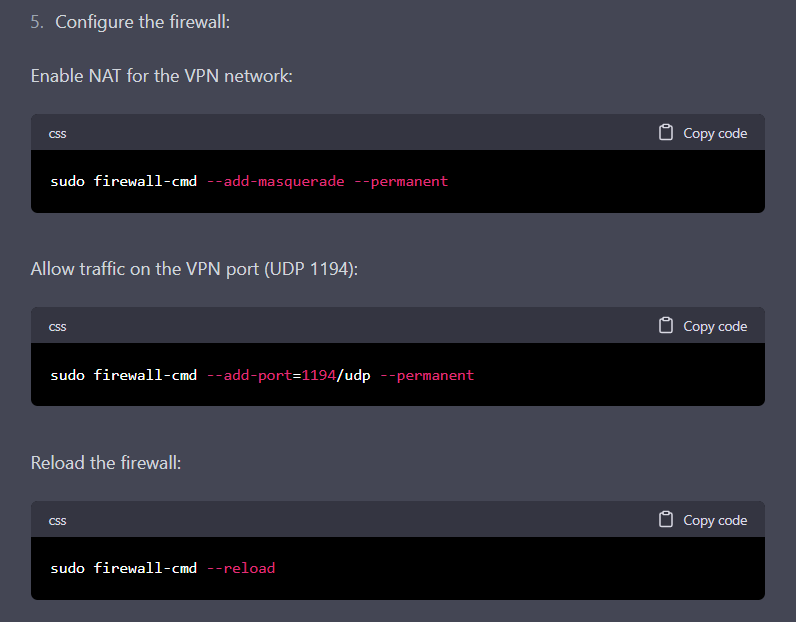 5. Configure the firewall:
Enable NAT for the VPN network:
css Copy code
sudo firewall-cmd --add-masquerade --permanent
Allow traffic on the VPN port (UDP 1194):
css Copy code
sudo firewall-cmd --add-port=1194/udp --permanent
Reload the firewall:
css Copy code
sudo firewall-cmd --reload